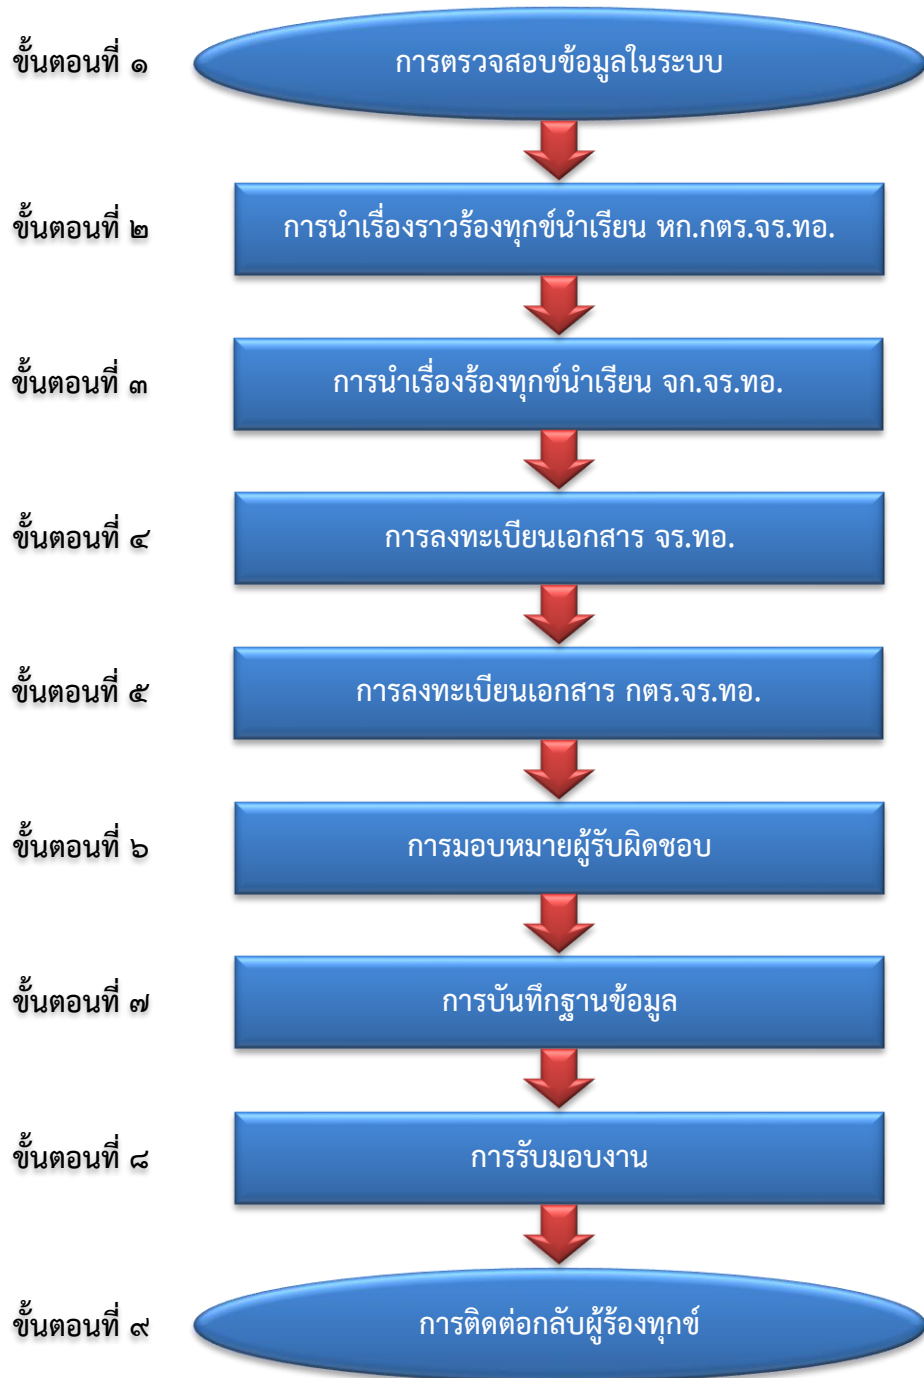 ขั้นตอนที่ ๑ การตรวจสอบข้อมูลในระบบ
ขั้นตอนที่ ๒ การนำเรื่องราวร้องทุกข์นำเรียน หก.กตร.จร.ทอ.
ขั้นตอนที่ ๓ การนำเรื่องร้องทุกข์นำเรียน จก.จร.ทอ.
ขั้นตอนที่ ๔ การลงทะเบียนเอกสาร จร.ทอ.
ขั้นตอนที่ ๕ การลงทะเบียนเอกสาร กตร.จร.ทอ.
ขั้นตอนที่ ๖ การมอบหมายผู้รับผิดชอบ
ขั้นตอนที่ ๗ การบันทึกฐานข้อมูล
ขั้นตอนที่ ๘ การรับมอบงาน
ขั้นตอนที่ ๙ การติดต่อกลับผู้ร้องทุกข์